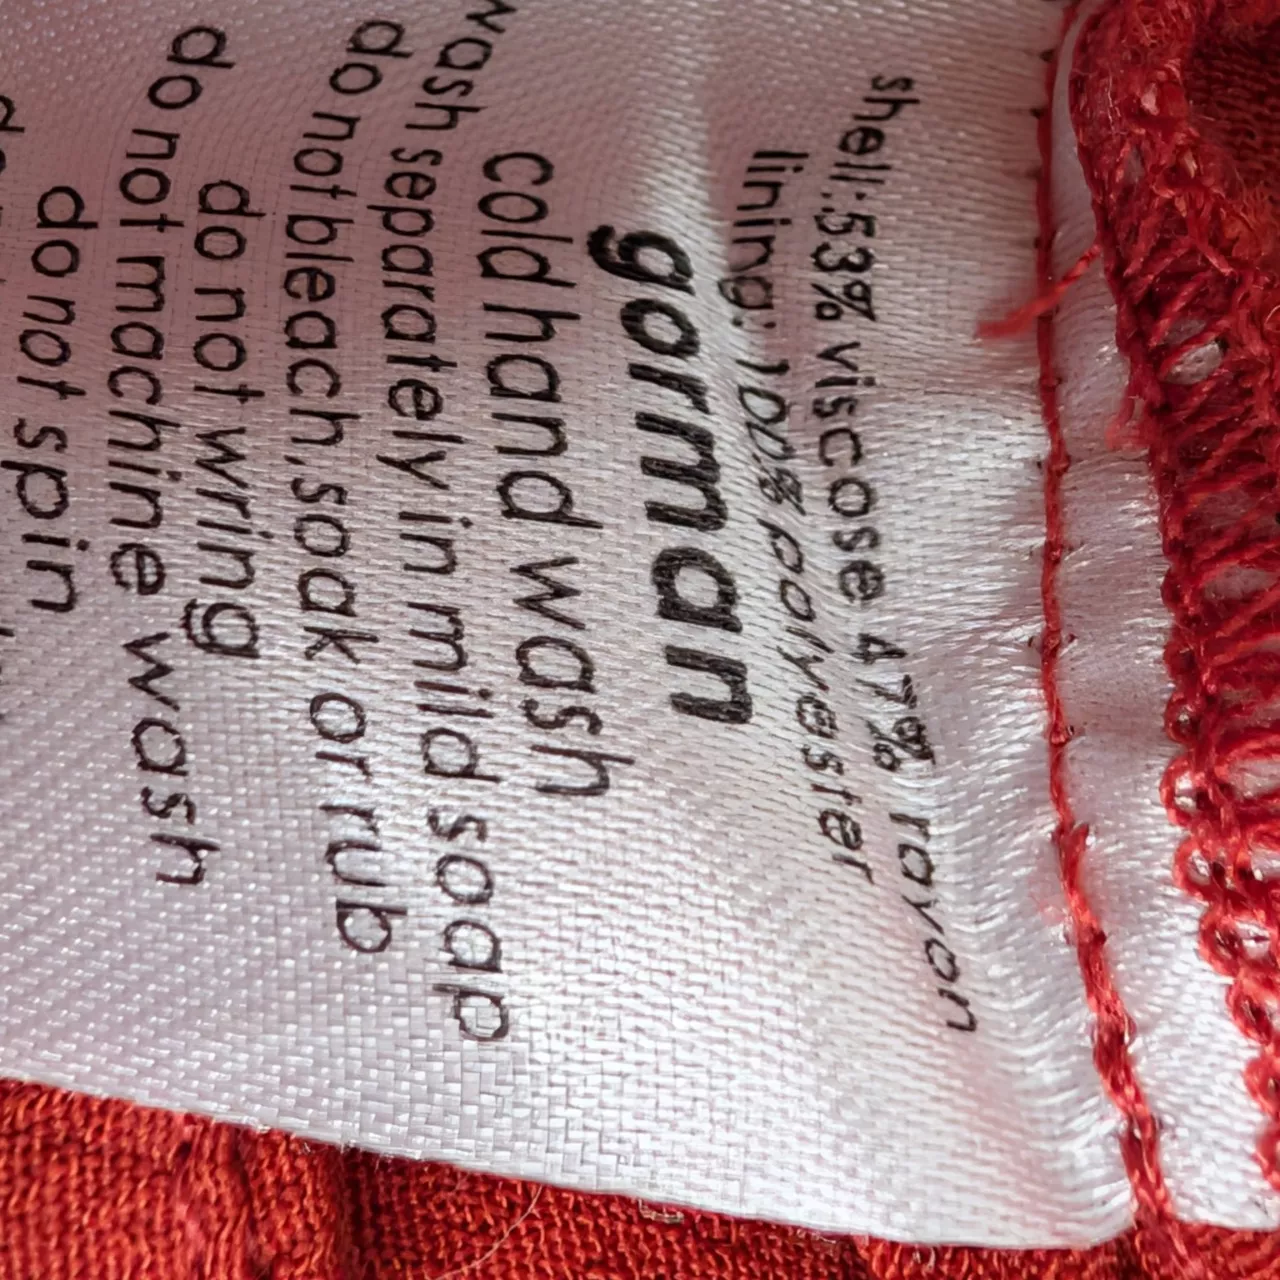 shell:53% viscose 47% rayon
lining: 100% polyester
gorman
cold hand wash
wash separately in mild soap
do not bleach,soak or rub
do not wring
do not machine wash
do not spin